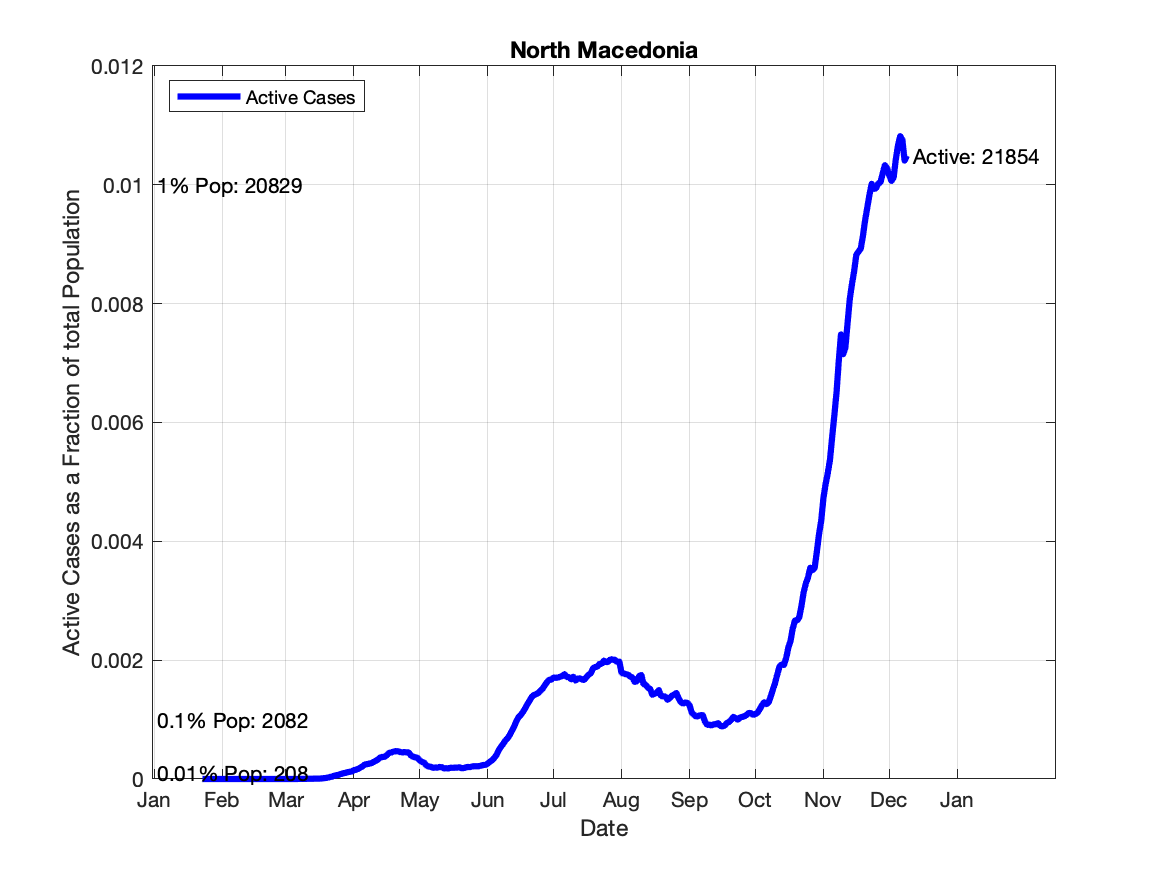 North Macedonia
0.012
Active Cases
Active: 21854
0.01
1% Pop: 20829
Active Cases as a Fraction of total Population
0.008
0.006
0.004
0.002
0.1% Pop: 2082
0
0.01% Pop: 208
Jan Feb Mar Apr May Jun Jul Aug Sep Oct Nov Dec Jan
Date